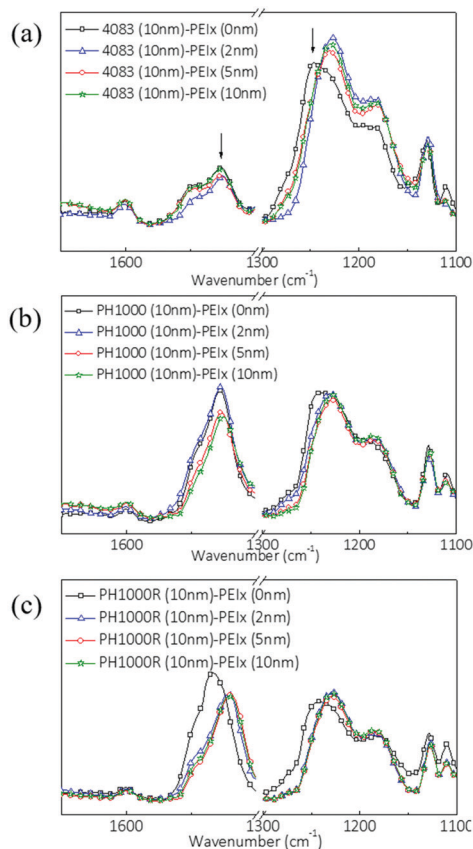 (a)
4083 (10nm)-PEIx (0nm)
4083 (10nm)-PEIx (2nm)
4083 (10nm)-PEIx (5nm)
4083 (10nm)-PEIx (10nm)
1600 1300 1200 1100
Wavenumber (cm⁻¹)
(b)
PH1000 (10nm)-PEIx (0nm)
PH1000 (10nm)-PEIx (2nm)
PH1000 (10nm)-PEIx (5nm)
PH1000 (10nm)-PEIx (10nm)
1600 1300 1200 1100
Wavenumber (cm⁻¹)
(c)
PH1000R (10nm)-PEIx (0nm)
PH1000R (10nm)-PEIx (2nm)
PH1000R (10nm)-PEIx (5nm)
PH1000R (10nm)-PEIx (10nm)
1600 1300 1200 1100
Wavenumber (cm⁻¹)